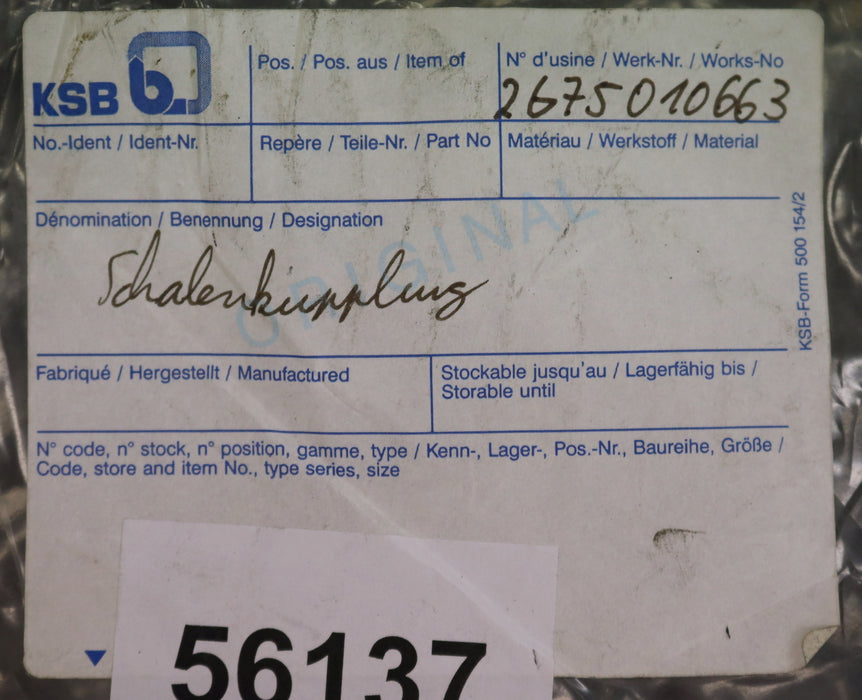 KSB b
Pos. / Pos. aus / Item of
N° d'usine / Werk-Nr. / Works-No
2675010663
No.-Ident / Ident-Nr.
Repère / Teile-Nr. / Part No
Matériau / Werkstoff / Material
Dénomination / Benennung / Designation
ORIGINAL
Schalenkupplung
KSB-Form 500 154/2
Fabriqué / Hergestellt / Manufactured
Stockable jusqu'au / Lagerfähig bis /
Storable until
N° code, n° stock, n° position, gamme, type / Kenn-, Lager-, Pos.-Nr., Baureihe, Größe /
Code, store and item No., type series, size
56137